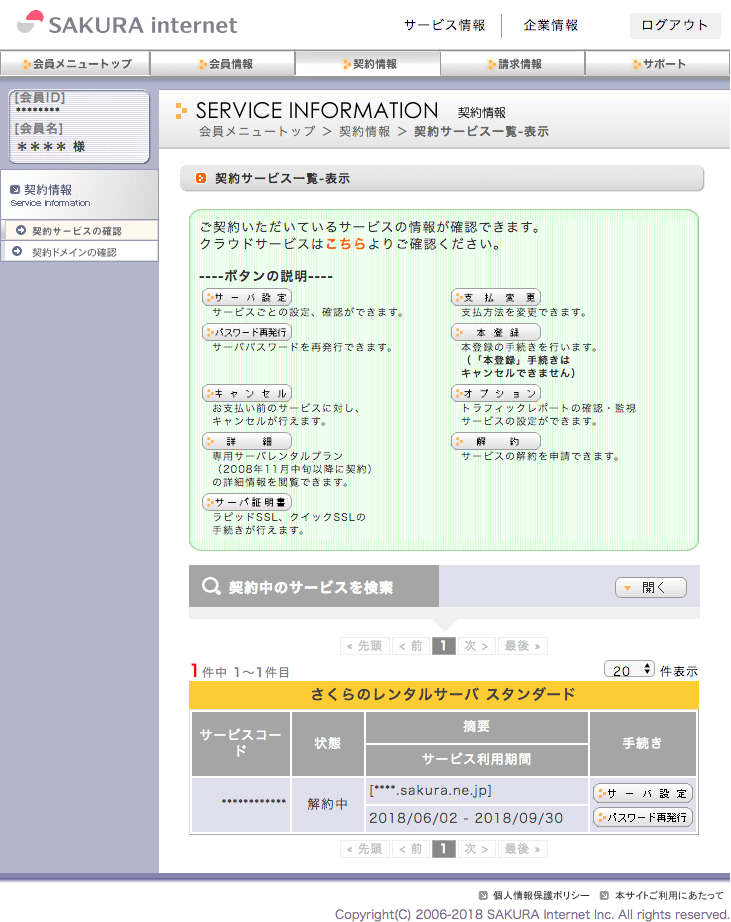 SAKURA internet
サービス情報
企業情報
ログアウト
会員メニュートップ
会員情報
契約情報
請求情報
サポート
[会員ID]
********
[会員名]
＊＊＊＊ 様
契約情報
Service Information
契約サービスの確認
契約ドメインの確認
SERVICE INFORMATION 契約情報
会員メニュートップ ＞ 契約情報 ＞ 契約サービス一覧-表示
契約サービス一覧-表示
ご契約いただいているサービスの情報が確認できます。
クラウドサービスはこちらよりご確認ください。
----ボタンの説明----
サーバ設定
サービスごとの設定、確認ができます。
支払変更
支払方法を変更できます。
パスワード再発行
サーバパスワードを再発行できます。
本登録
本登録の手続きを行います。
（「本登録」手続きは
キャンセルできません）
キャンセル
お支払い前のサービスに対し、
キャンセルが行えます。
オプション
トラフィックレポートの確認・監視
サービスの設定ができます。
詳細
専用サーバレンタルプラン
（2008年11月中旬以降に契約）
の詳細情報を閲覧できます。
解約
サービスの解約を申請できます。
サーバ証明書
ラピッドSSL、クイックSSLの
手続きが行えます。
契約中のサービスを検索
開く
« 先頭 < 前 1 次 > 最後 »
1件中 1～1件目
20 件表示
さくらのレンタルサーバ スタンダード
サービスコー
ド
状態
摘要
サービス利用期間
手続き
************
解約中
[****.sakura.ne.jp]
2018/06/02 - 2018/09/30
サーバ設定
パスワード再発行
« 先頭 < 前 1 次 > 最後 »
個人情報保護ポリシー 本サイトご利用にあたって
Copyright(C) 2006-2018 SAKURA Internet Inc. All rights reserved.